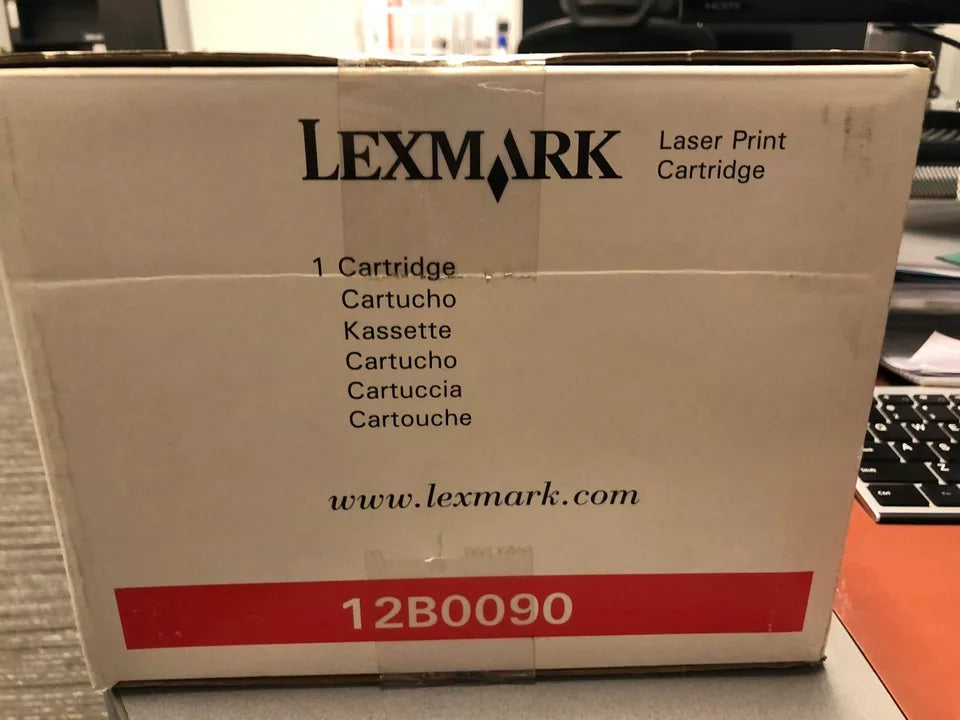 LEXMARK
Laser Print
Cartridge
1 Cartridge
Cartucho
Kassette
Cartucho
Cartuccia
Cartouche
www.lexmark.com
12B0090